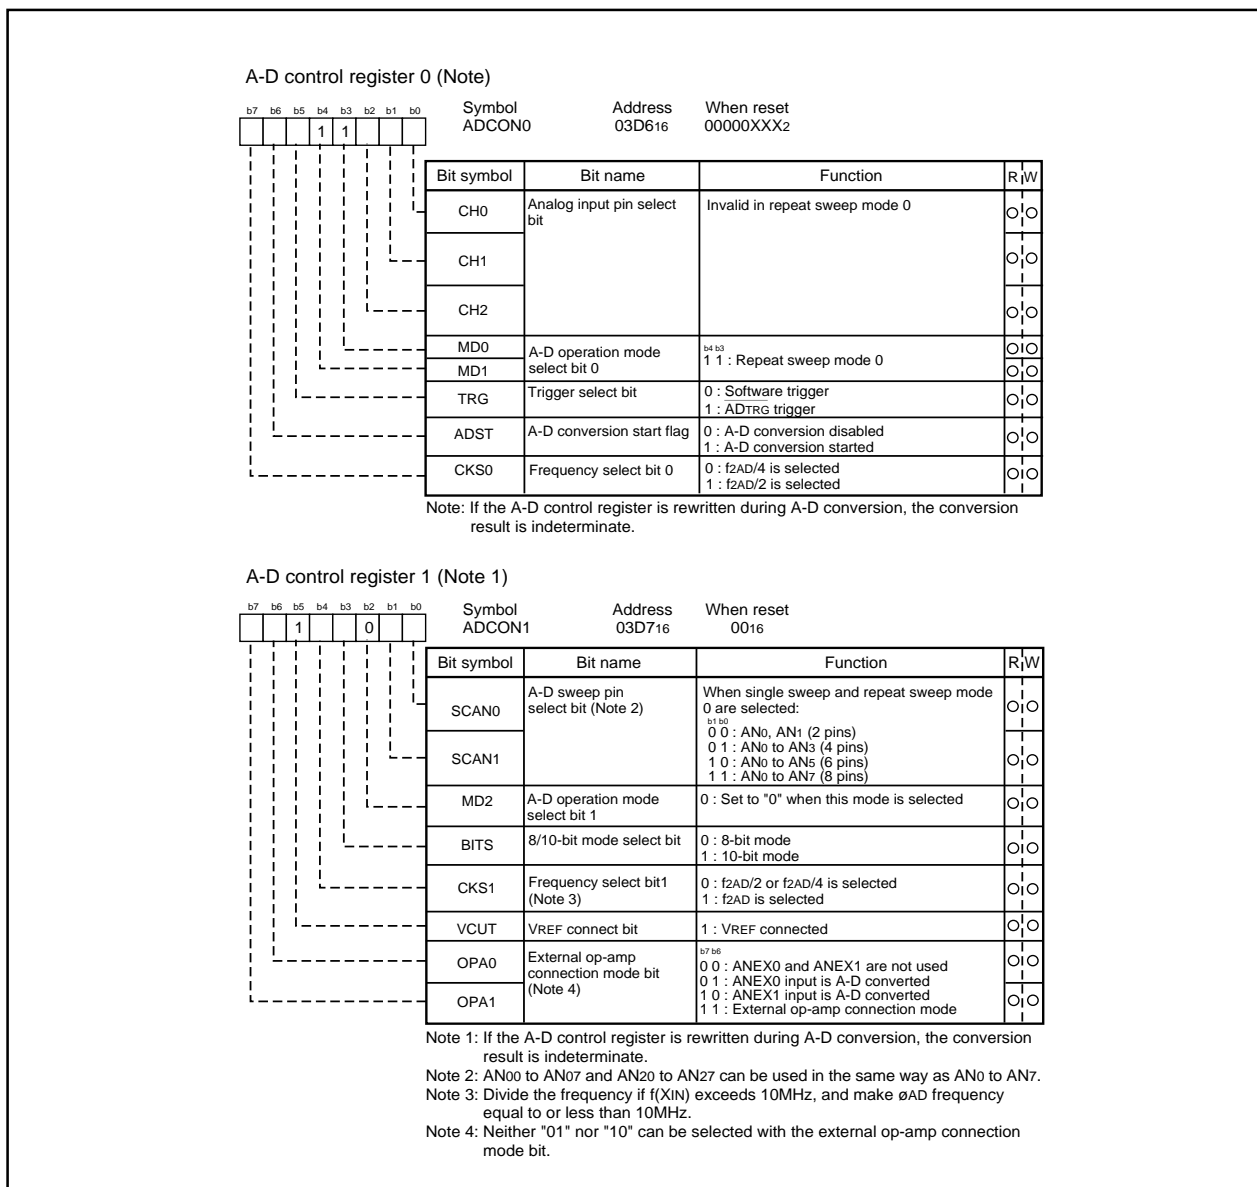 A-D control register 0 (Note)
b7 b6 b5 b4 b3 b2 b1 b0
1 1
Symbol Address When reset
ADCON0 03D616 00000XXX2
Bit symbol Bit name Function R W
CH0 Analog input pin select bit Invalid in repeat sweep mode 0
CH1
CH2
MD0 A-D operation mode select bit 0 b4 b3
MD1 1 1 : Repeat sweep mode 0
TRG Trigger select bit 0 : Software trigger
1 : ADTRG trigger
ADST A-D conversion start flag 0 : A-D conversion disabled
1 : A-D conversion started
CKS0 Frequency select bit 0 0 : f2AD/4 is selected
1 : f2AD/2 is selected
Note: If the A-D control register is rewritten during A-D conversion, the conversion
result is indeterminate.
A-D control register 1 (Note 1)
b7 b6 b5 b4 b3 b2 b1 b0
1 0
Symbol Address When reset
ADCON1 03D716 0016
Bit symbol Bit name Function R W
SCAN0 A-D sweep pin select bit (Note 2) When single sweep and repeat sweep mode
0 are selected:
b1 b0
0 0 : AN0, AN1 (2 pins)
SCAN1 0 1 : AN0 to AN3 (4 pins)
1 0 : AN0 to AN5 (6 pins)
1 1 : AN0 to AN7 (8 pins)
MD2 A-D operation mode select bit 1 0 : Set to "0" when this mode is selected
BITS 8/10-bit mode select bit 0 : 8-bit mode
1 : 10-bit mode
CKS1 Frequency select bit1 (Note 3) 0 : f2AD/2 or f2AD/4 is selected
1 : f2AD is selected
VCUT VREF connect bit 1 : VREF connected
OPA0 External op-amp connection mode bit (Note 4) b7 b6
0 0 : ANEX0 and ANEX1 are not used
0 1 : ANEX0 input is A-D converted
OPA1 1 0 : ANEX1 input is A-D converted
1 1 : External op-amp connection mode
Note 1: If the A-D control register is rewritten during A-D conversion, the conversion
result is indeterminate.
Note 2: AN00 to AN07 and AN20 to AN27 can be used in the same way as AN0 to AN7.
Note 3: Divide the frequency if f(XIN) exceeds 10MHz, and make øAD frequency
equal to or less than 10MHz.
Note 4: Neither "01" nor "10" can be selected with the external op-amp connection
mode bit.